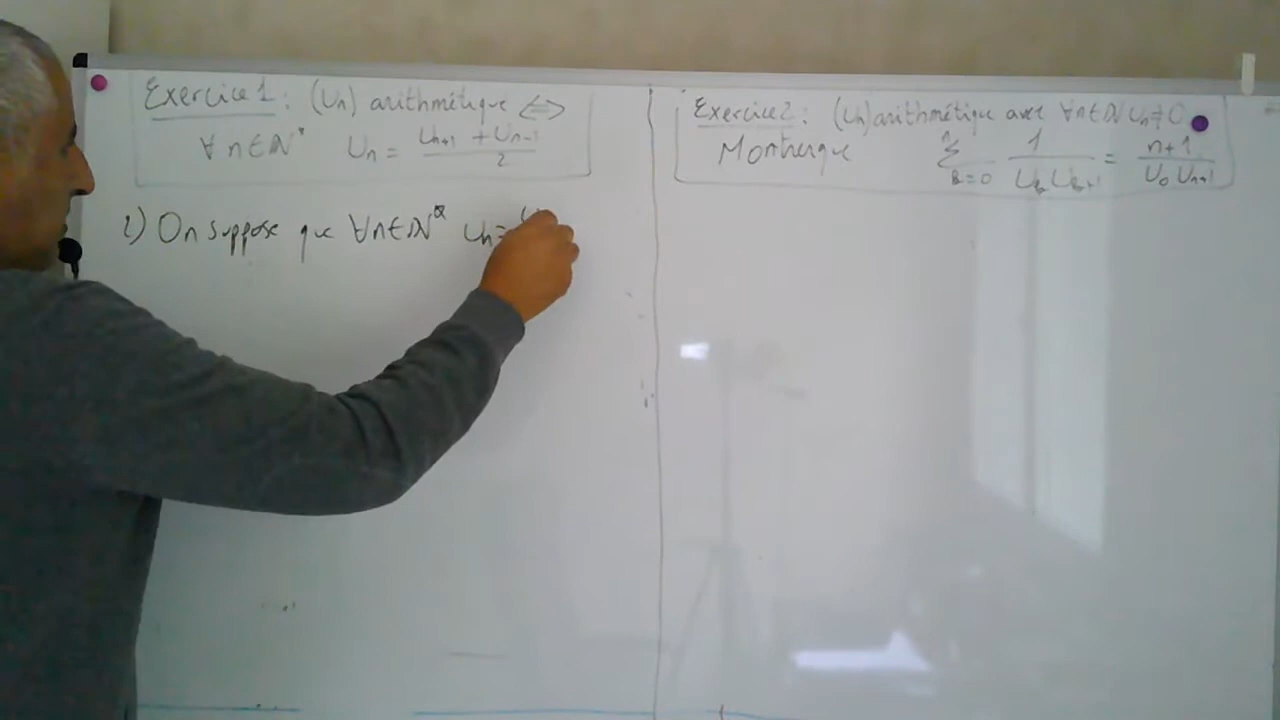 Exercice 1 : (Un) arithmétique ⇔
∀ n ∈ ℕ* Un = (Un+1 + Un-1)/2
1) On suppose que ∀n∈ℕ* Un =
Exercice 2 : (Un) arithmétique avec ∀n∈ℕ Un≠0
Montrer que Σ_{k=0}^{n} 1/(Uk Uk+1) = (n+1)/(U0 Un+1)